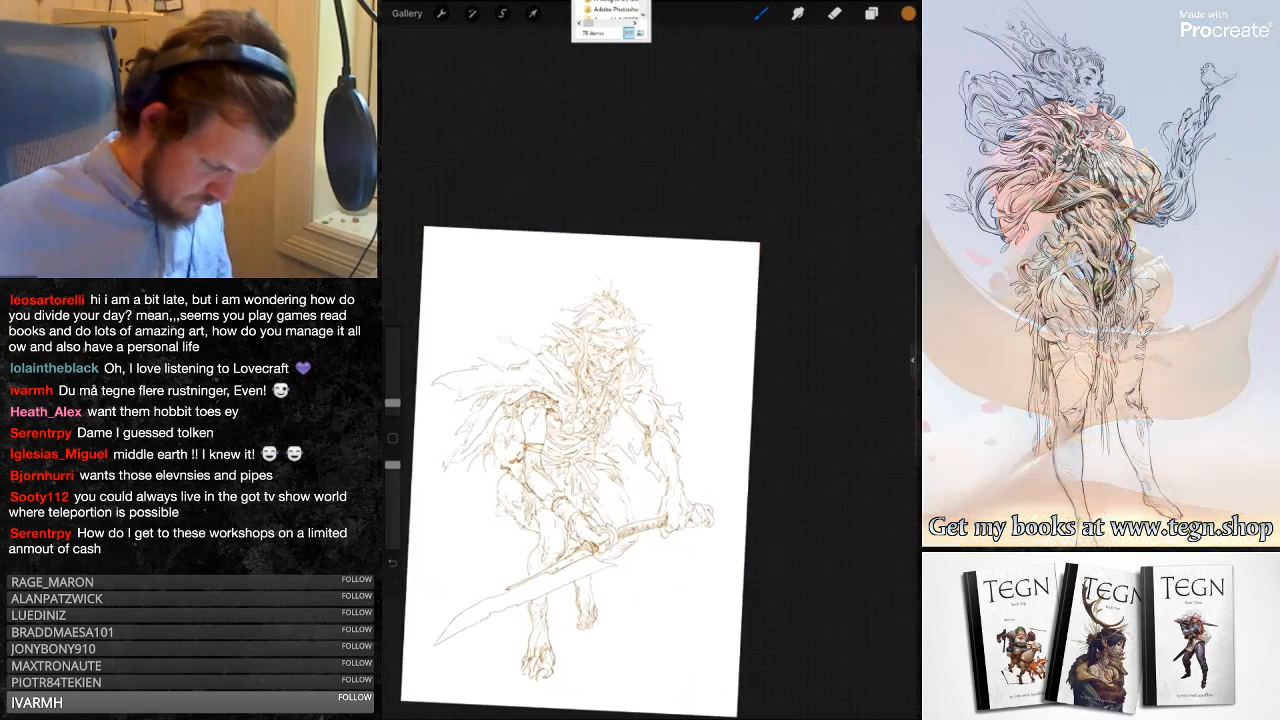 Gallery
Adobe Photosho
78 items
Made with
Procreate
leosartorelli hi i am a bit late, but i am wondering how do
you divide your day? mean,,,seems you play games read
books and do lots of amazing art, how do you manage it all
ow and also have a personal life
lolaintheblack Oh, I love listening to Lovecraft
ivarmh Du må tegne flere rustninger, Even!
Heath_Alex want them hobbit toes ey
Serentrpy Dame I guessed tolken
Iglesias_Miguel middle earth !! I knew it!
Bjornhurri wants those elevnsies and pipes
Sooty112 you could always live in the got tv show world
where teleportion is possible
Serentrpy How do I get to these workshops on a limited
anmout of cash
RAGE_MARON FOLLOW
ALANPATZWICK FOLLOW
LUEDINIZ FOLLOW
BRADDMAESA101 FOLLOW
JONYBONY910 FOLLOW
MAXTRONAUTE FOLLOW
PIOTR84TEKIEN FOLLOW
IVARMH FOLLOW
Get my books at www.tegn.shop
TEGN
TEGN
TEGN